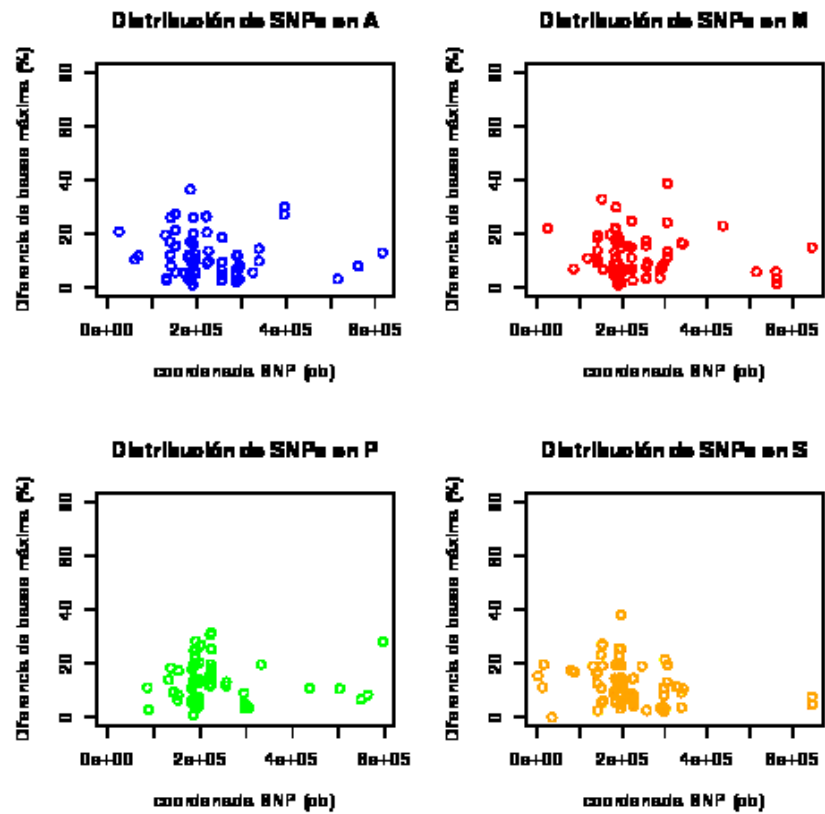 Distribución de SNPs en A
Diferencia de bases máxima (%)
80
60
40
20
0
0e+00 2e+05 4e+05 6e+05
coordenada SNP (pb)
Distribución de SNPs en M
Diferencia de bases máxima (%)
80
60
40
20
0
0e+00 2e+05 4e+05 6e+05
coordenada SNP (pb)
Distribución de SNPs en P
Diferencia de bases máxima (%)
80
60
40
20
0
0e+00 2e+05 4e+05 6e+05
coordenada SNP (pb)
Distribución de SNPs en S
Diferencia de bases máxima (%)
80
60
40
20
0
0e+00 2e+05 4e+05 6e+05
coordenada SNP (pb)